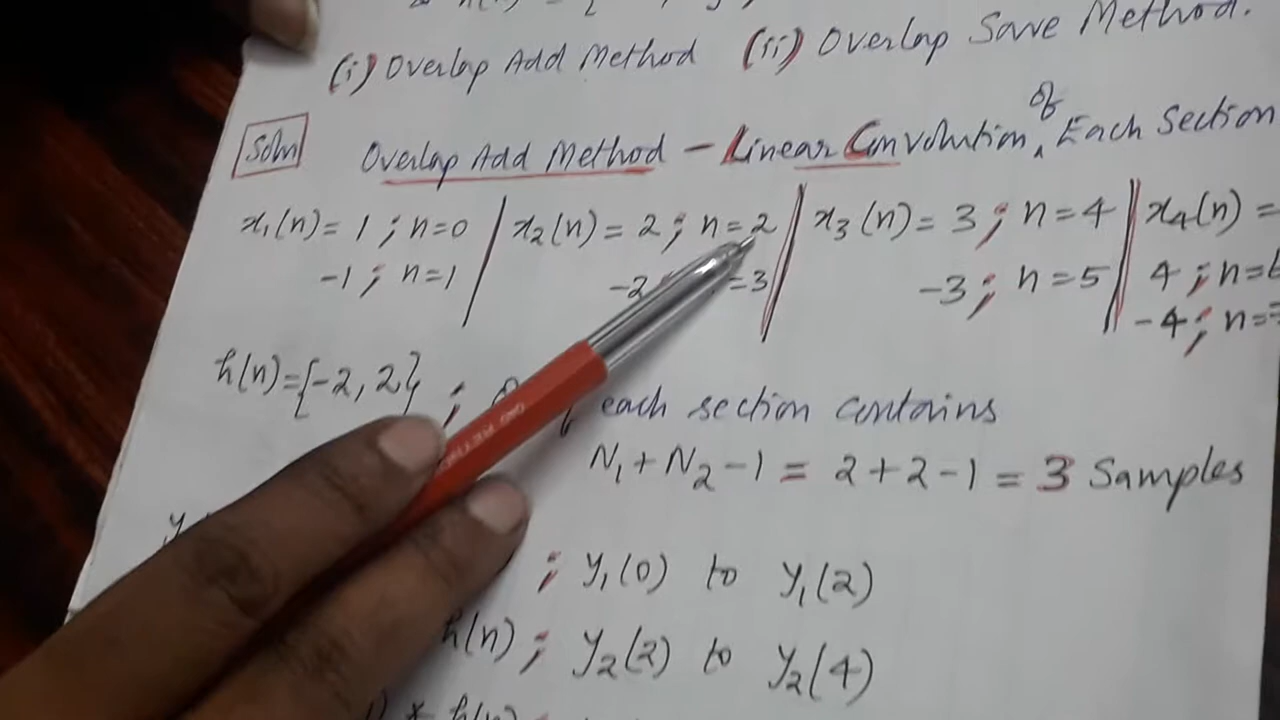 (i) Overlap Add Method (ii) Overlap Save Method.
Soln Overlap Add Method – Linear Convolution of Each Section
x₁(n) = 1 ; n=0 | x₂(n) = 2 ; n=2 || x₃(n) = 3 ; n=4 || x₄(n) =
-1 ; n=1 -2 =3 -3 ; n=5 4 ; n=
-4 ; n=
h(n)={-2, 2} ; each section contains
N₁+N₂-1 = 2+2-1 = 3 Samples
; y₁(0) to y₁(2)
h(n) ; y₂(2) to y₂(4)
* h(n)